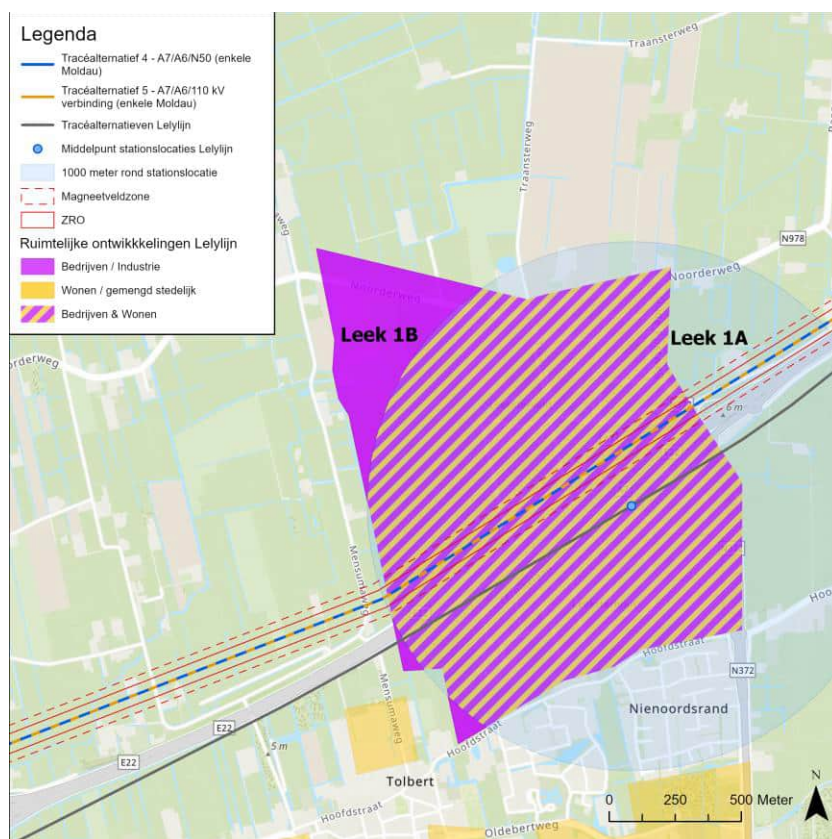 Legenda
Tracéalternatief 4 - A7/A6/N50 (enkele
Moldau)
Tracéalternatief 5 - A7/A6/110 kV
verbinding (enkele Moldau)
Tracéalternatieven Lelylijn
Middelpunt stationslocaties Lelylijn
1000 meter rond stationslocatie
Magneetveldzone
ZRO
Ruimtelijke ontwikkkelingen Lelylijn
Bedrijven / Industrie
Wonen / gemengd stedelijk
Bedrijven & Wonen
Traansterweg
Traansterweg
N978
Noorderweg
Noorderweg
Leek 1B
Leek 1A
orderweg
6 m
Mensumaweg
Hoo
Hoofdstraat
N372
Nienoordsrand
Mensumaweg
E22
5 m
E22
Hoofdstraat
Tolbert
Hoofdstraat
Oldebertweg
N
0 250 500 Meter